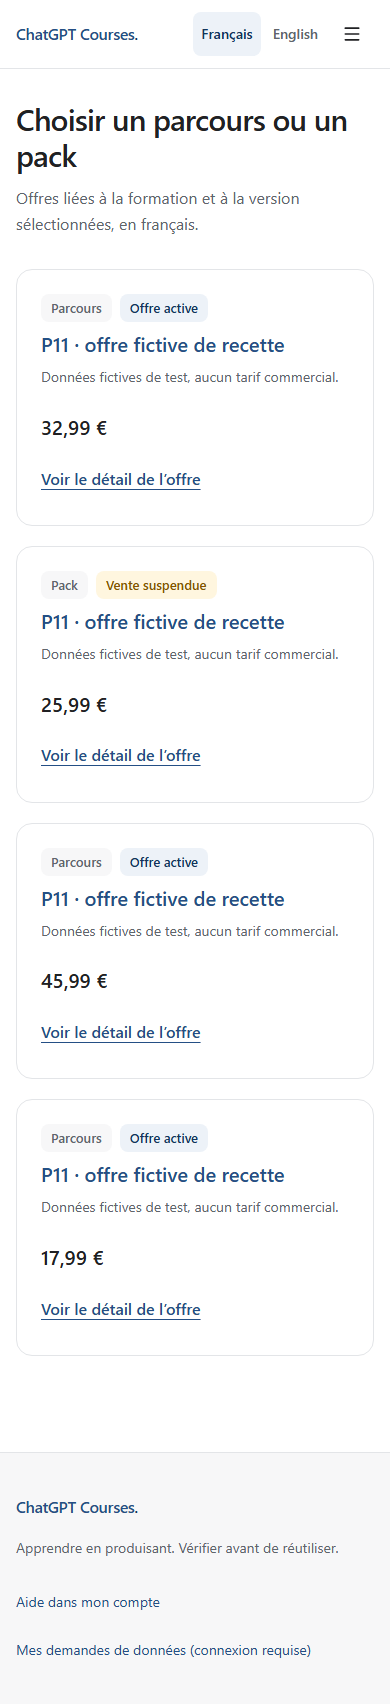 ChatGPT Courses.
Français
English
Choisir un parcours ou un
pack
Offres liées à la formation et à la version
sélectionnées, en français.
Parcours
Offre active
P11 · offre fictive de recette
Données fictives de test, aucun tarif commercial.
32,99 €
Voir le détail de l’offre
Pack
Vente suspendue
P11 · offre fictive de recette
Données fictives de test, aucun tarif commercial.
25,99 €
Voir le détail de l’offre
Parcours
Offre active
P11 · offre fictive de recette
Données fictives de test, aucun tarif commercial.
45,99 €
Voir le détail de l’offre
Parcours
Offre active
P11 · offre fictive de recette
Données fictives de test, aucun tarif commercial.
17,99 €
Voir le détail de l’offre
ChatGPT Courses.
Apprendre en produisant. Vérifier avant de réutiliser.
Aide dans mon compte
Mes demandes de données (connexion requise)